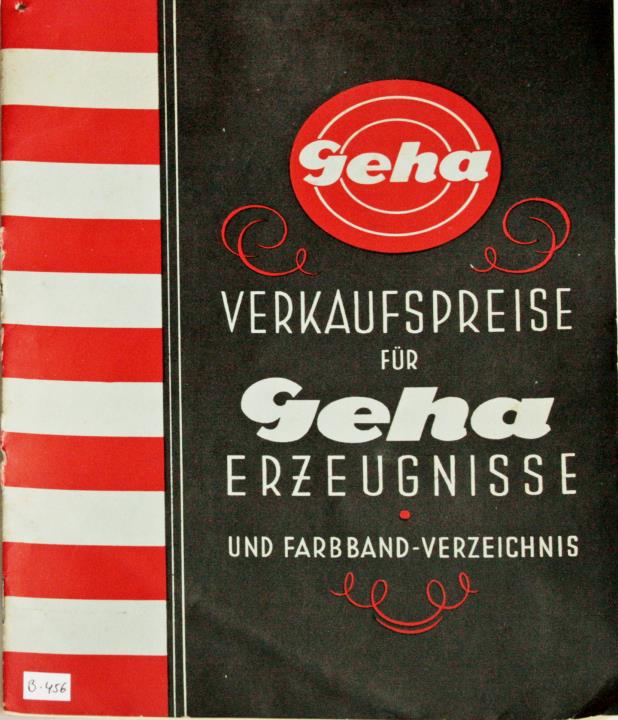 Geha
VERKAUFSPREISE
FÜR
Geha
ERZEUGNISSE
UND FARBBAND-VERZEICHNIS
B-456